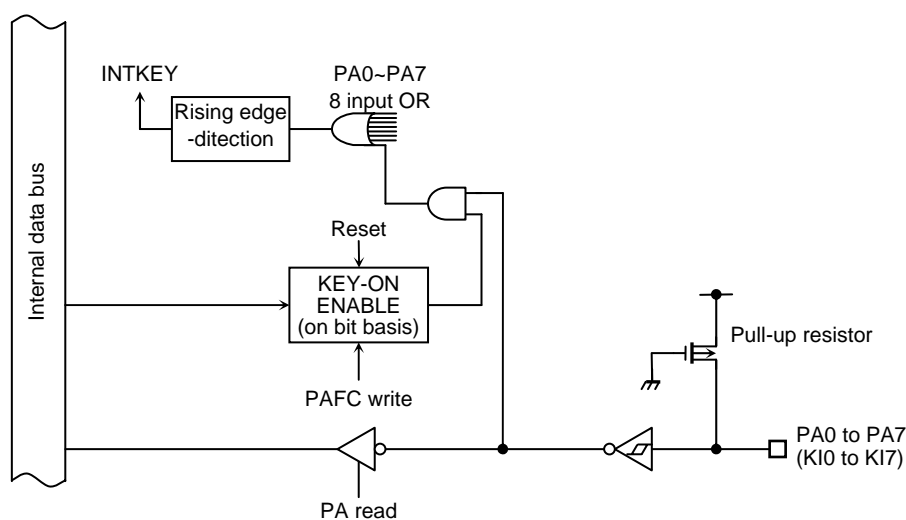 INTKEY
PA0~PA7
8 input OR
Rising edge
-ditection
Internal data bus
Reset
KEY-ON
ENABLE
(on bit basis)
Pull-up resistor
PAFC write
PA0 to PA7
(KI0 to KI7)
PA read